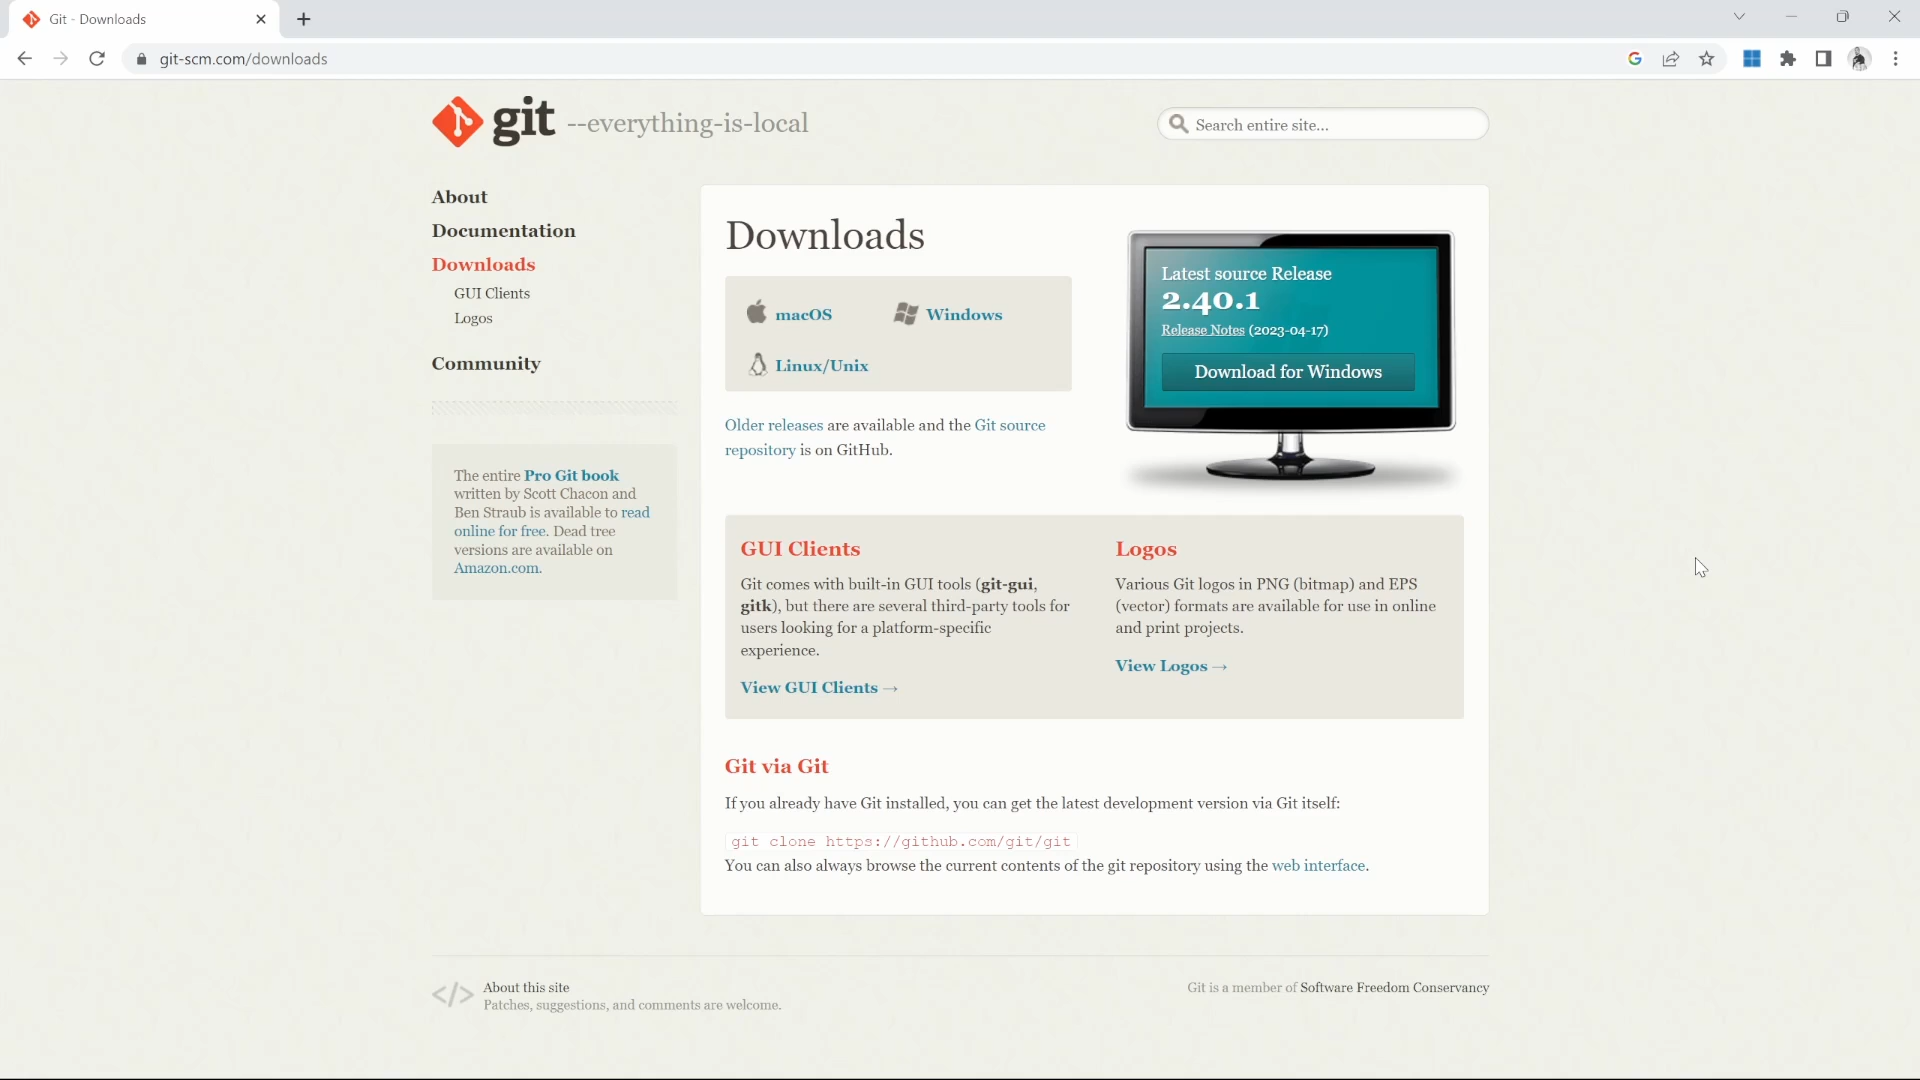 Git - Downloads
git-scm.com/downloads
git --everything-is-local
Search entire site...
About
Documentation
Downloads
GUI Clients
Logos
Community
The entire Pro Git book
written by Scott Chacon and
Ben Straub is available to read
online for free. Dead tree
versions are available on
Amazon.com.
Downloads
macOS
Windows
Linux/Unix
Older releases are available and the Git source
repository is on GitHub.
Latest source Release
2.40.1
Release Notes (2023-04-17)
Download for Windows
GUI Clients
Git comes with built-in GUI tools (git-gui,
gitk), but there are several third-party tools for
users looking for a platform-specific
experience.
View GUI Clients →
Logos
Various Git logos in PNG (bitmap) and EPS
(vector) formats are available for use in online
and print projects.
View Logos →
Git via Git
If you already have Git installed, you can get the latest development version via Git itself:
git clone https://github.com/git/git
You can also always browse the current contents of the git repository using the web interface.
</> About this site
Patches, suggestions, and comments are welcome.
Git is a member of Software Freedom Conservancy